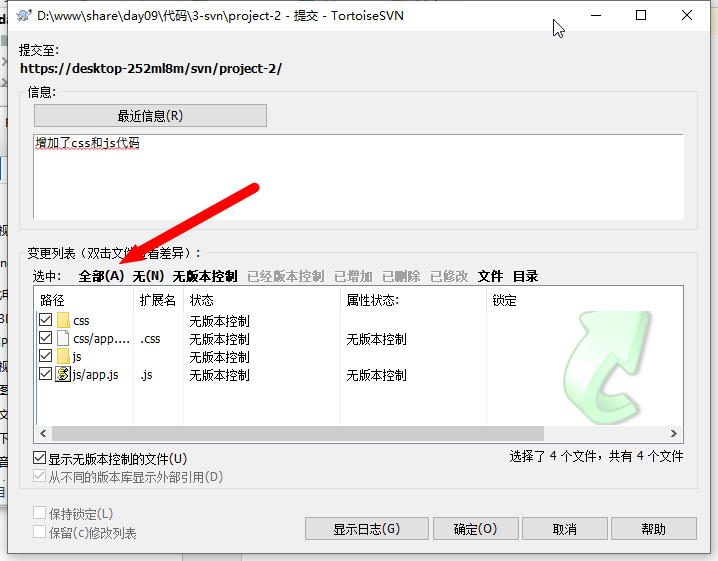 D:\www\share\day09\代码\3-svn\project-2 - 提交 - TortoiseSVN
提交至:
https://desktop-252ml8m/svn/project-2/
信息:
最近信息(R)
增加了css和js代码
变更列表（双击文件查看差异）:
选中: 全部(A) 无(N) 无版本控制 已经版本控制 已增加 已删除 已修改 文件 目录
路径 扩展名 状态 属性状态: 锁定
css 无版本控制
css/app.... .css 无版本控制 无版本控制
js 无版本控制
js/app.js .js 无版本控制 无版本控制
显示无版本控制的文件(U)
选择了 4 个文件，共有 4 个文件
从不同的版本库显示外部引用(D)
保持锁定(L)
保留(c)修改列表
显示日志(G) 确定(O) 取消 帮助